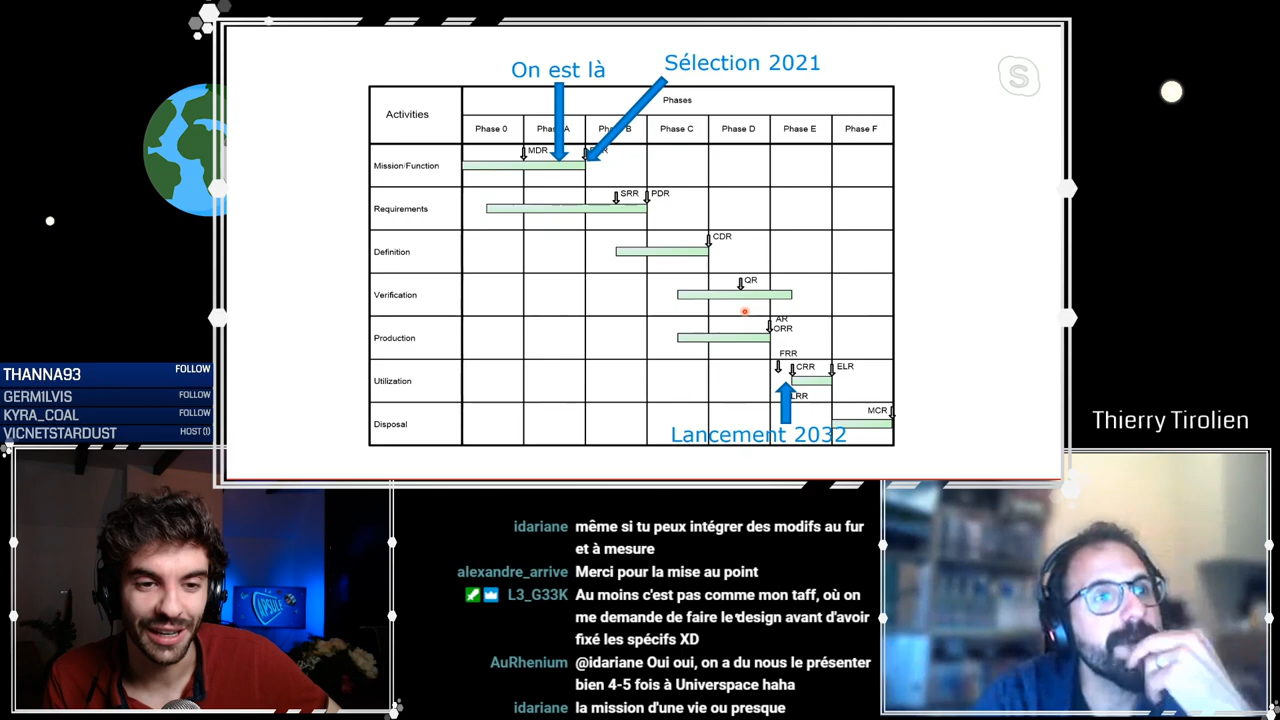 On est là
Sélection 2021
S
Activities
Phases
Phase 0
Phase B
Phase C
Phase D
Phase E
Phase F
Mission/Function
MDR
Requirements
SRR
PDR
Definition
CDR
Verification
QR
Production
AR
ORR
Utilization
FRR
CRR
ELR
LRR
Disposal
MCR
Lancement 2032
THANNA93 FOLLOW
GERM1LVIS FOLLOW
KYRA_COAL FOLLOW
VICNETSTARDUST HOST (1)
Thierry Tirolien
CAPSULE
idariane même si tu peux intégrer des modifs au fur
et à mesure
alexandre_arrive Merci pour la mise au point
L3_G33K Au moins c'est pas comme mon taff, où on
me demande de faire le design avant d'avoir
fixé les spécifs XD
AuRhenium @idariane Oui oui, on a du nous le présenter
bien 4-5 fois à Universpace haha
idariane la mission d'une vie ou presque